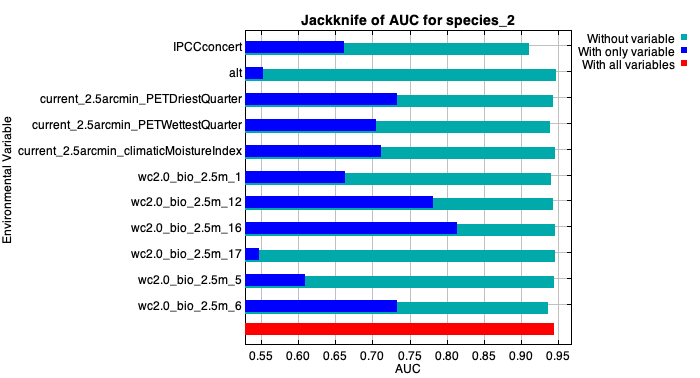 Jackknife of AUC for species_2
Without variable
With only variable
With all variables
Environmental Variable
IPCCconcert
alt
current_2.5arcmin_PETDriestQuarter
current_2.5arcmin_PETWettestQuarter
current_2.5arcmin_climaticMoistureIndex
wc2.0_bio_2.5m_1
wc2.0_bio_2.5m_12
wc2.0_bio_2.5m_16
wc2.0_bio_2.5m_17
wc2.0_bio_2.5m_5
wc2.0_bio_2.5m_6
0.55 0.60 0.65 0.70 0.75 0.80 0.85 0.90 0.95
AUC